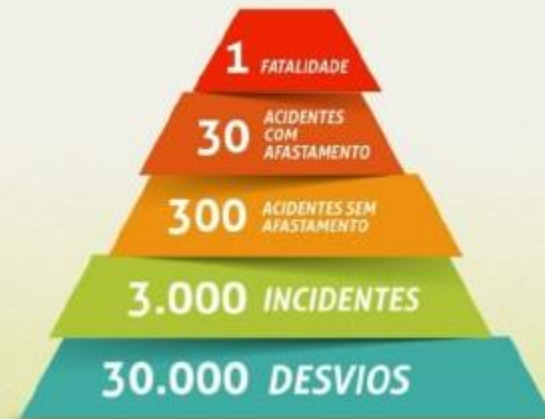 1 FATALIDADE
30 ACIDENTES
COM
AFASTAMENTO
300 ACIDENTES SEM
AFASTAMENTO
3.000 INCIDENTES
30.000 DESVIOS